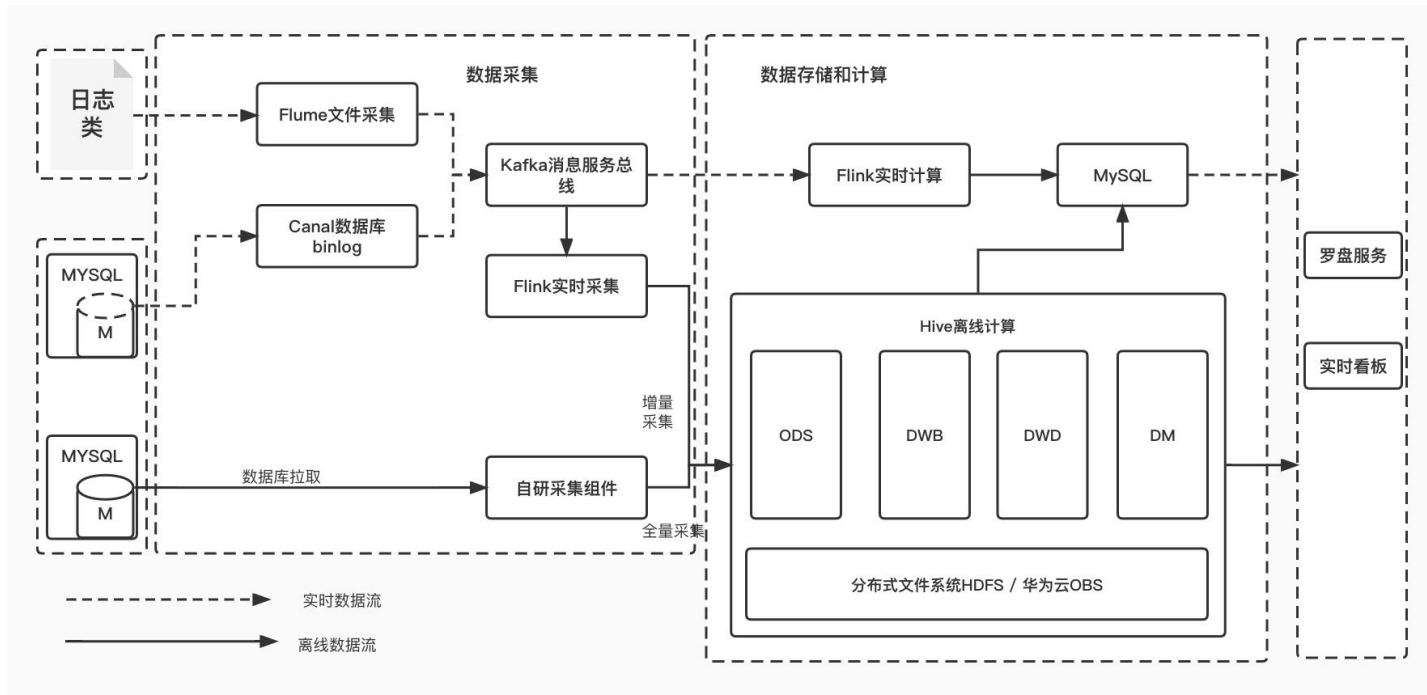 数据采集
数据存储和计算
日志
类
Flume文件采集
Kafka消息服务总
线
Flink实时计算
MySQL
Canal数据库
binlog
罗盘服务
MYSQL
M
Flink实时采集
Hive离线计算
实时看板
增量
采集
ODS
DWB
DWD
DM
MYSQL
M
数据库拉取
自研采集组件
全量采集
分布式文件系统HDFS / 华为云OBS
实时数据流
离线数据流